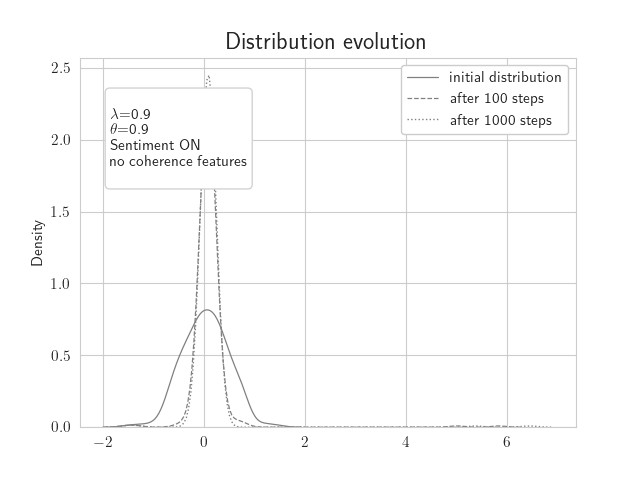 Distribution evolution
2.5
2.0
1.5
1.0
0.5
0.0
Density
λ=0.9
θ=0.9
Sentiment ON
no coherence features
initial distribution
after 100 steps
after 1000 steps
−2
0
2
4
6